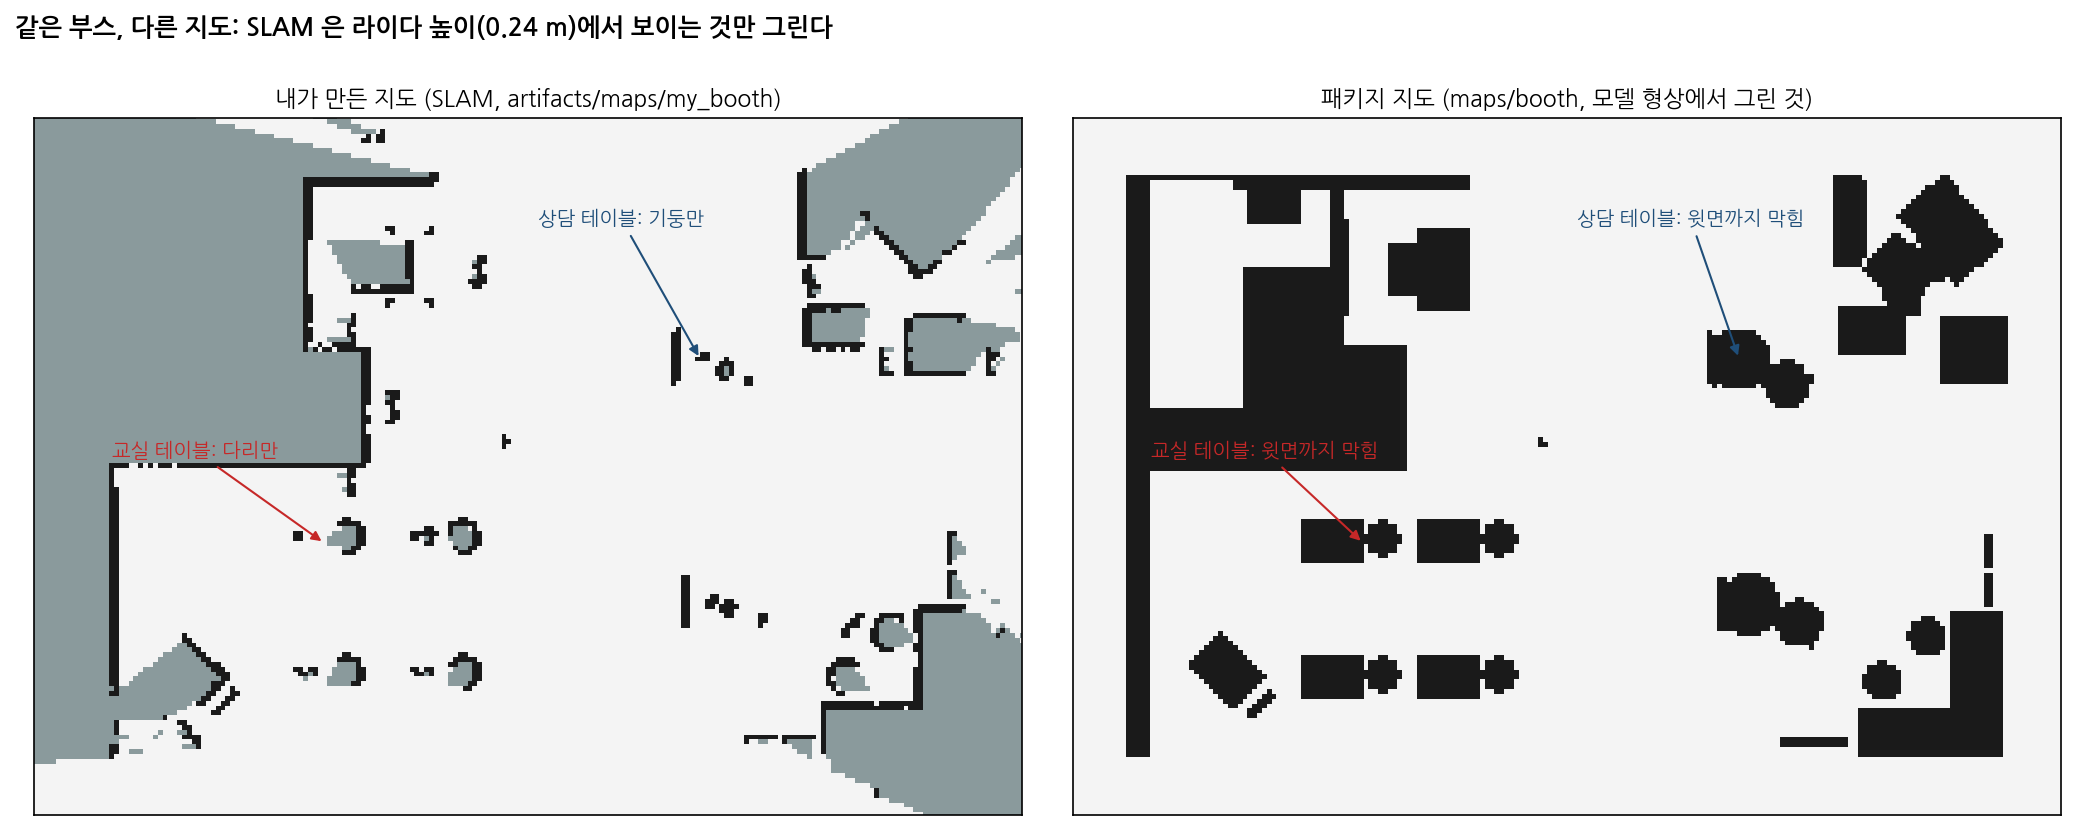 같은 부스, 다른 지도: SLAM 은 라이다 높이(0.24 m)에서 보이는 것만 그린다
내가 만든 지도 (SLAM, artifacts/maps/my_booth)
상담 테이블: 기둥만
교실 테이블: 다리만
패키지 지도 (maps/booth, 모델 형상에서 그린 것)
상담 테이블: 윗면까지 막힘
교실 테이블: 윗면까지 막힘